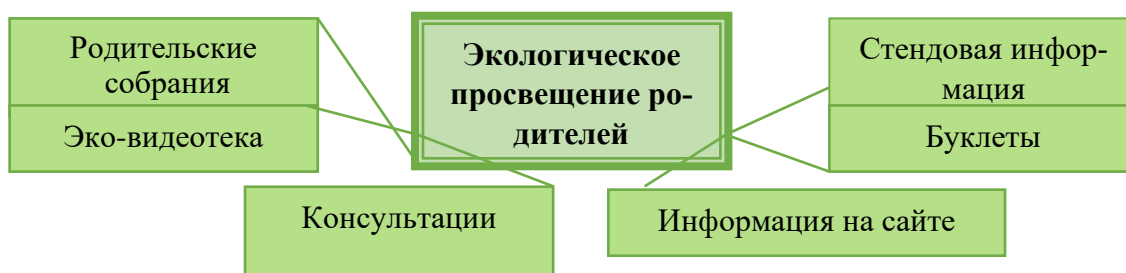 Родительские
собрания
Эко-видеотека
Экологическое
просвещение ро-
дителей
Стендовая инфор-
мация
Буклеты
Консультации
Информация на сайте